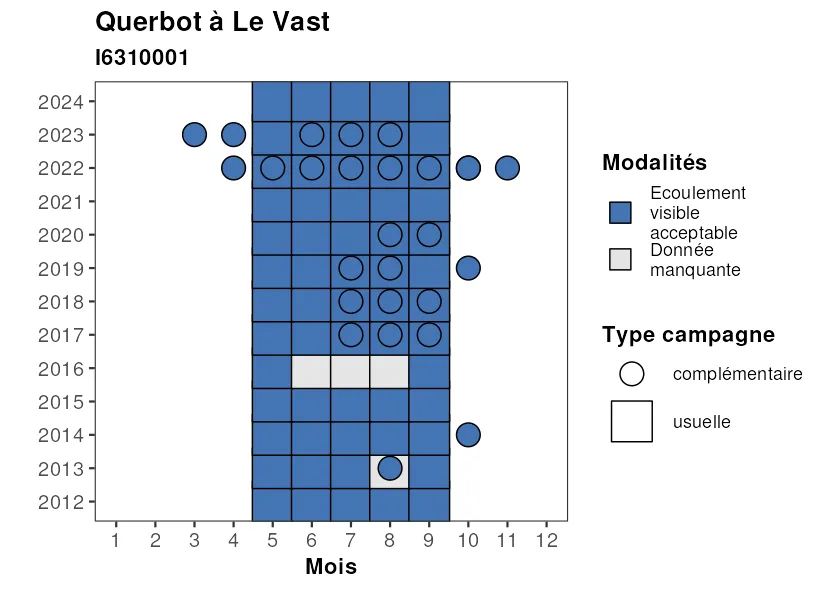 Querbot à Le Vast
I6310001
2024
2023
2022
2021
2020
2019
2018
2017
2016
2015
2014
2013
2012
1 2 3 4 5 6 7 8 9 10 11 12
Mois
Modalités
Ecoulement
visible
acceptable
Donnée
manquante
Type campagne
complémentaire
usuelle